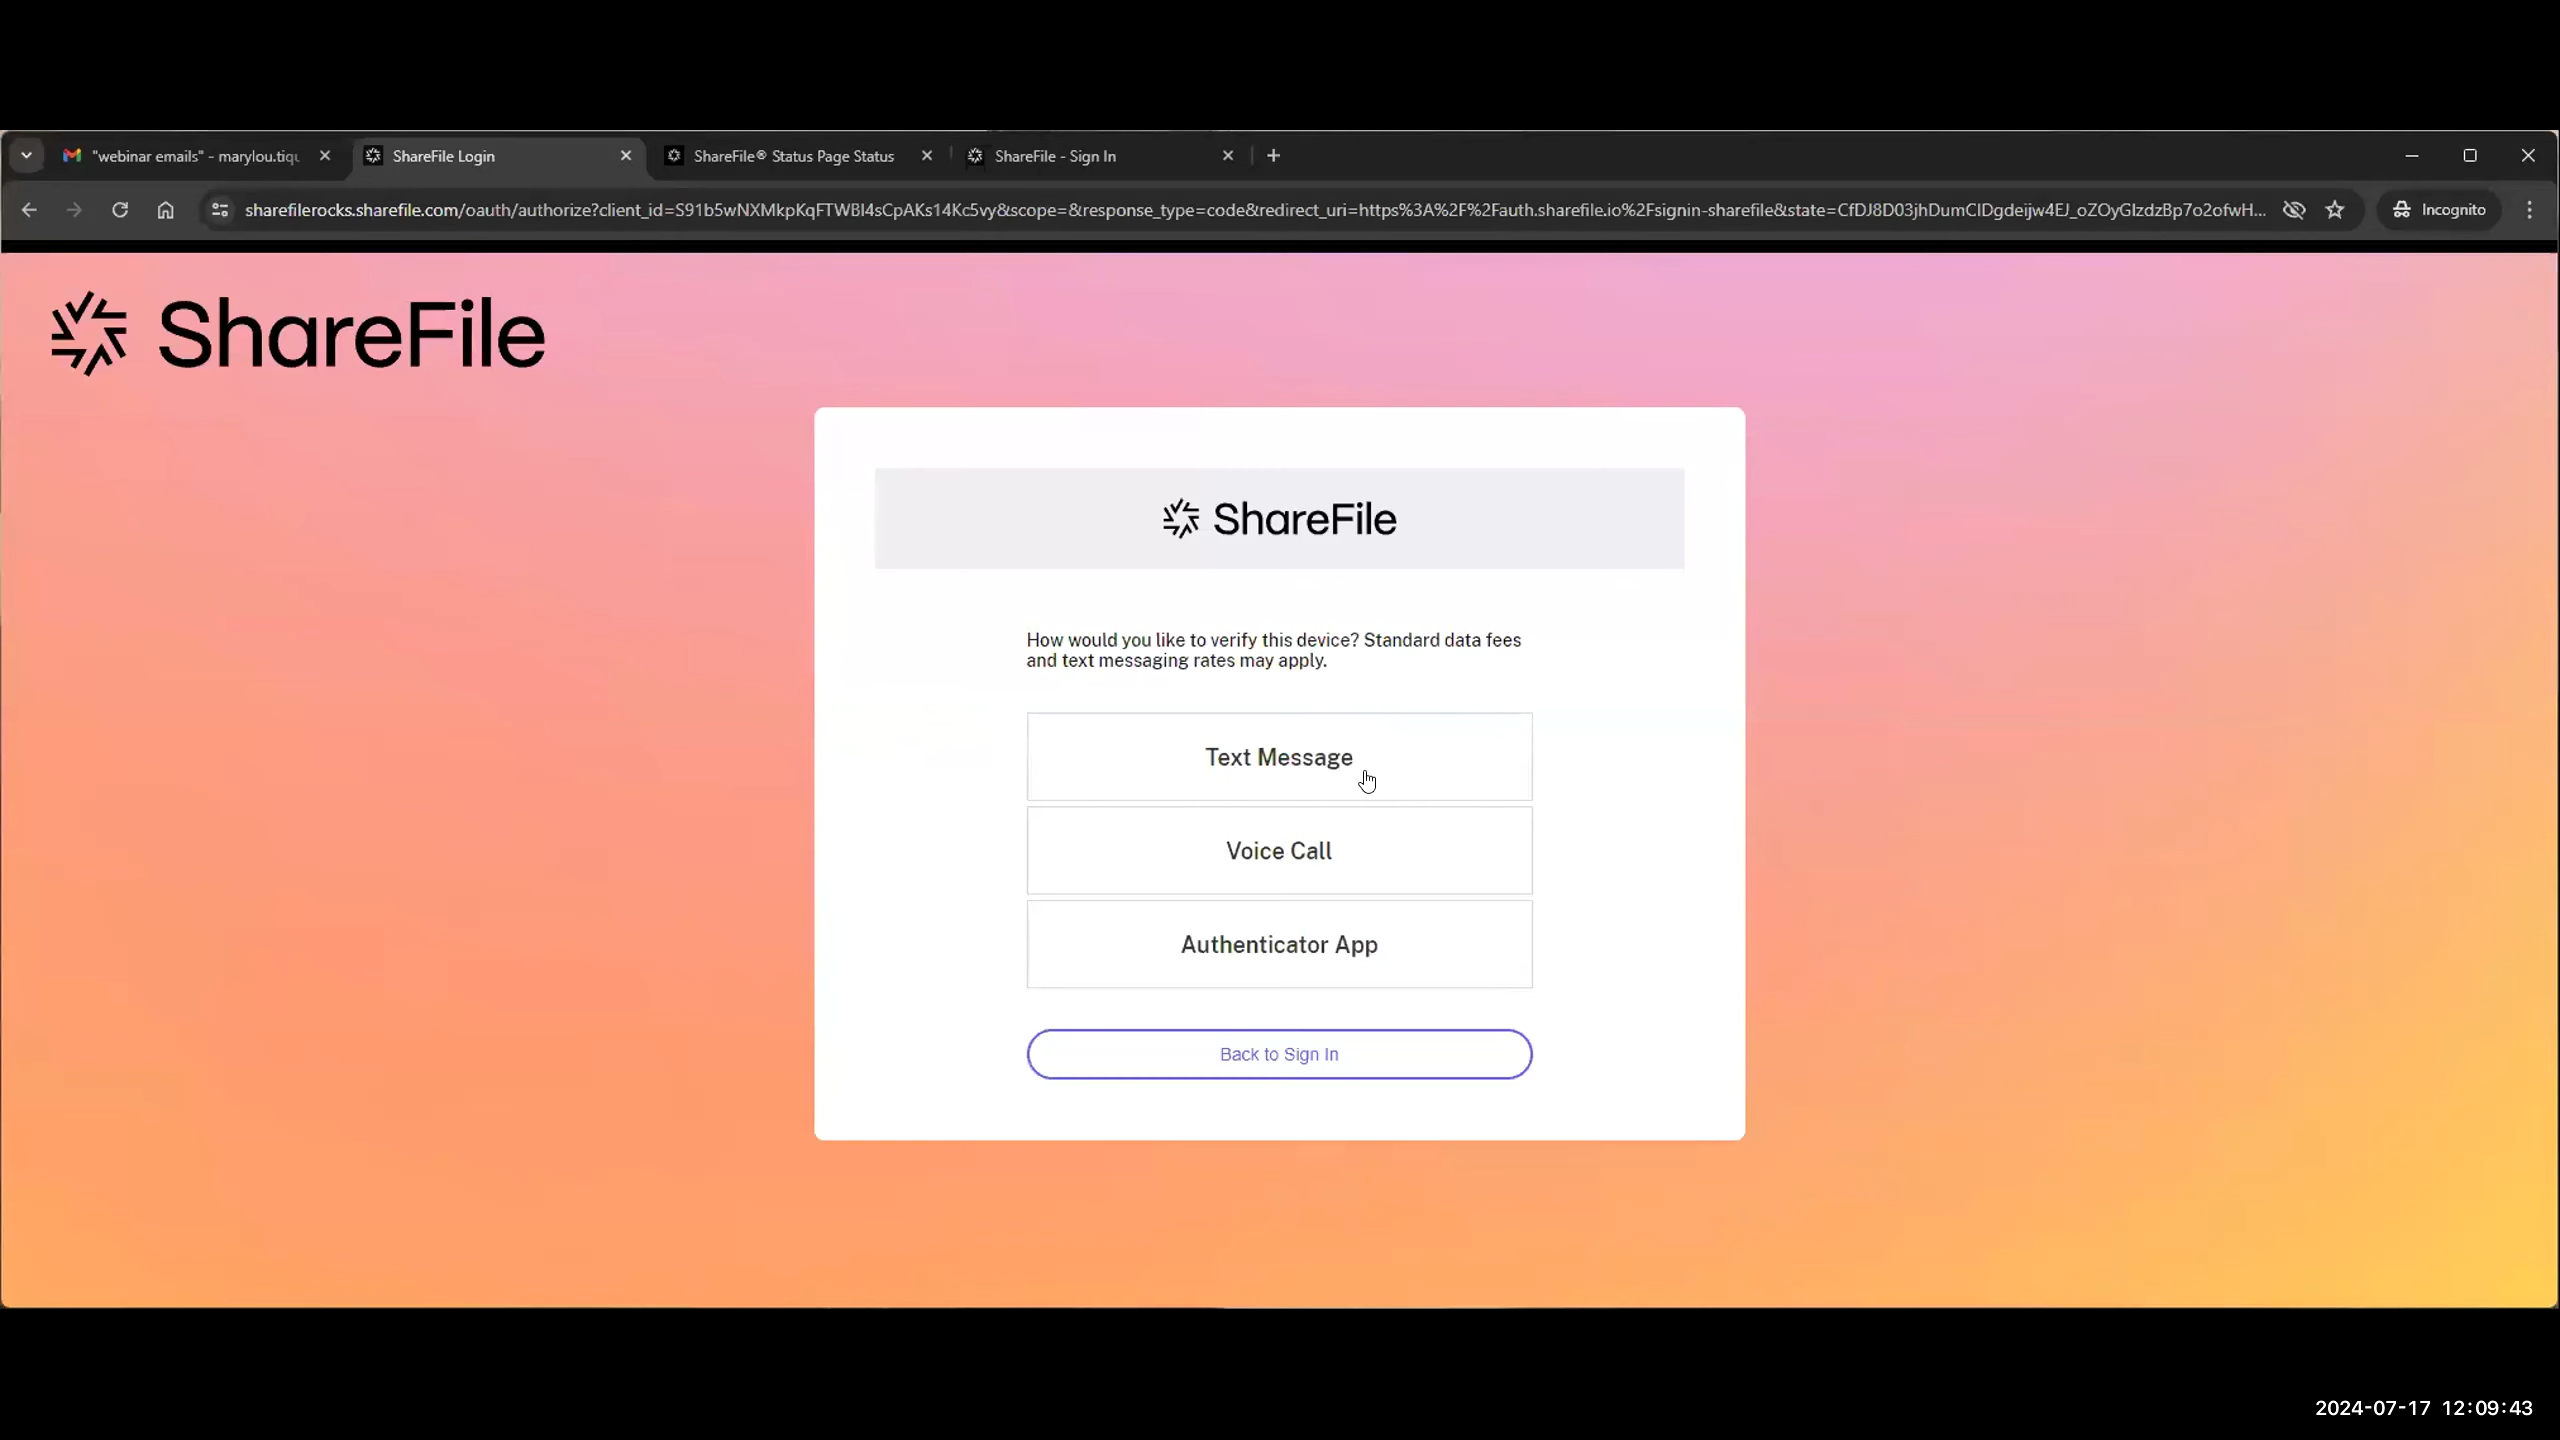 "webinar emails" - marylou.tiqu
ShareFile Login
ShareFile® Status Page Status
ShareFile - Sign In
sharefilerocks.sharefile.com/oauth/authorize?client_id=S91b5wNXMkpKqFTWBl4sCpAKs14Kc5vy&scope=&response_type=code&redirect_uri=https%3A%2F%2Fauth.sharefile.io%2Fsignin-sharefile&state=CfDJ8D03jhDumClDgdeijw4EJ_oZOyGlzdzBp7o2ofwH...
Incognito
ShareFile
ShareFile
How would you like to verify this device? Standard data fees
and text messaging rates may apply.
Text Message
Voice Call
Authenticator App
Back to Sign In
2024-07-17 12:09:43